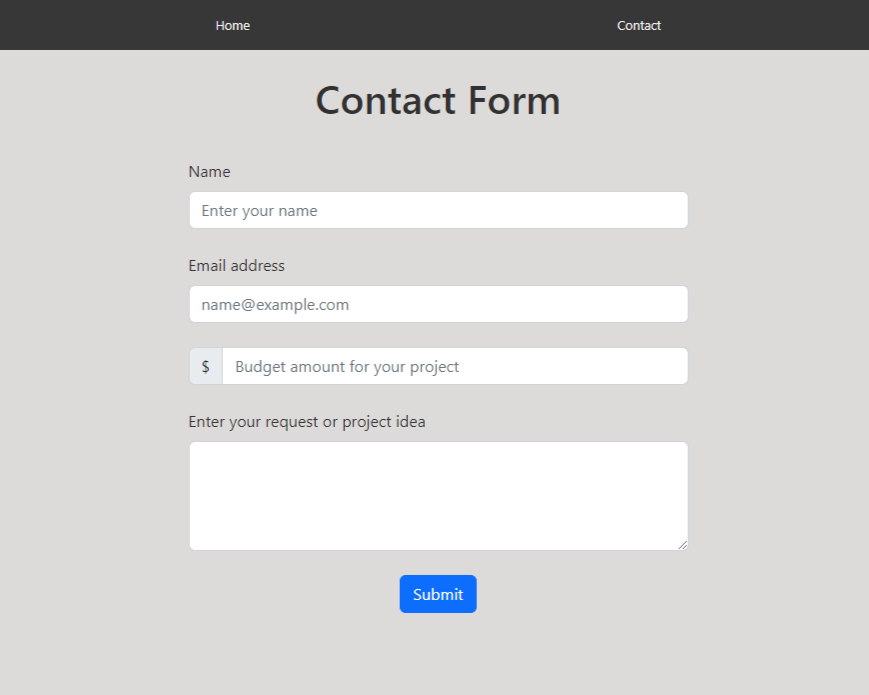 Home Contact
Contact Form
Name
Enter your name
Email address
name@example.com
$ Budget amount for your project
Enter your request or project idea
Submit